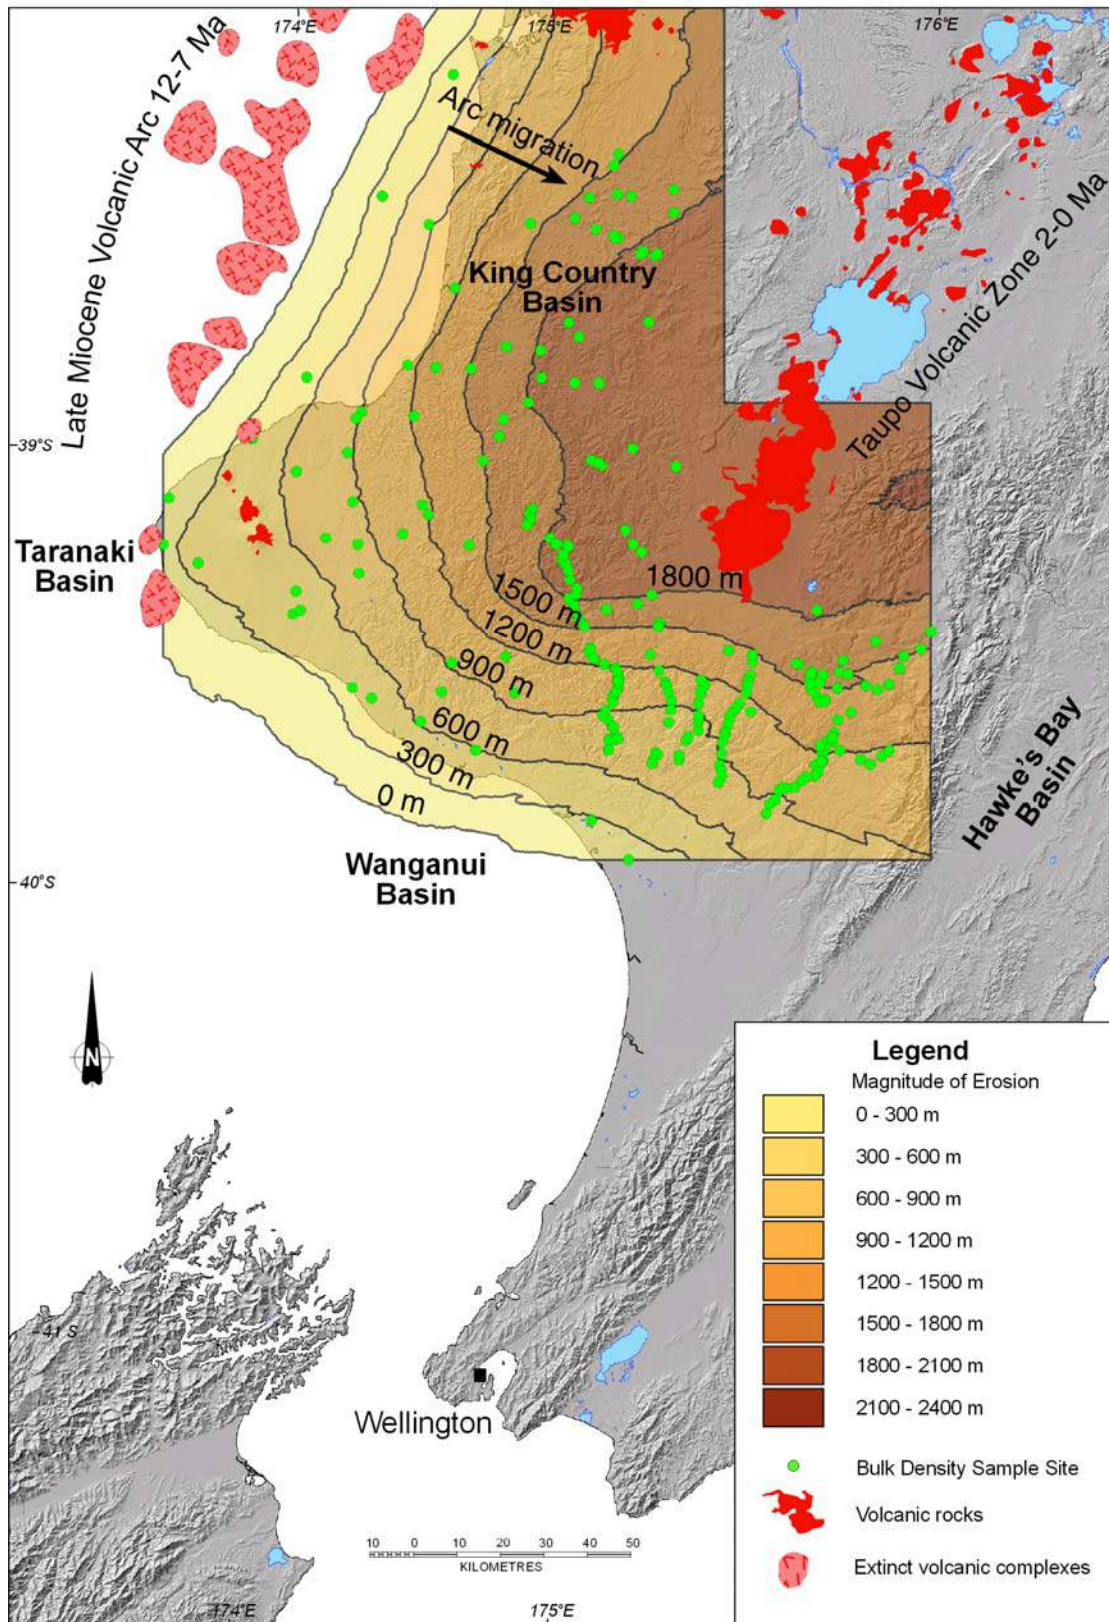 174°E
175°E
176°E
Late Miocene Volcanic Arc 12-7 Ma
Arc migration
King Country
Basin
Taupo Volcanic Zone 2-0 Ma
39°S
Taranaki
Basin
1800 m
1500 m
1200 m
900 m
600 m
300 m
0 m
Hawke's Bay
Basin
Wanganui
Basin
40°S
N
Legend
Magnitude of Erosion
0 - 300 m
300 - 600 m
600 - 900 m
900 - 1200 m
1200 - 1500 m
1500 - 1800 m
1800 - 2100 m
2100 - 2400 m
Bulk Density Sample Site
Volcanic rocks
Extinct volcanic complexes
41 S
Wellington
10 0 10 20 30 40 50
KILOMETRES
174°E
175°E